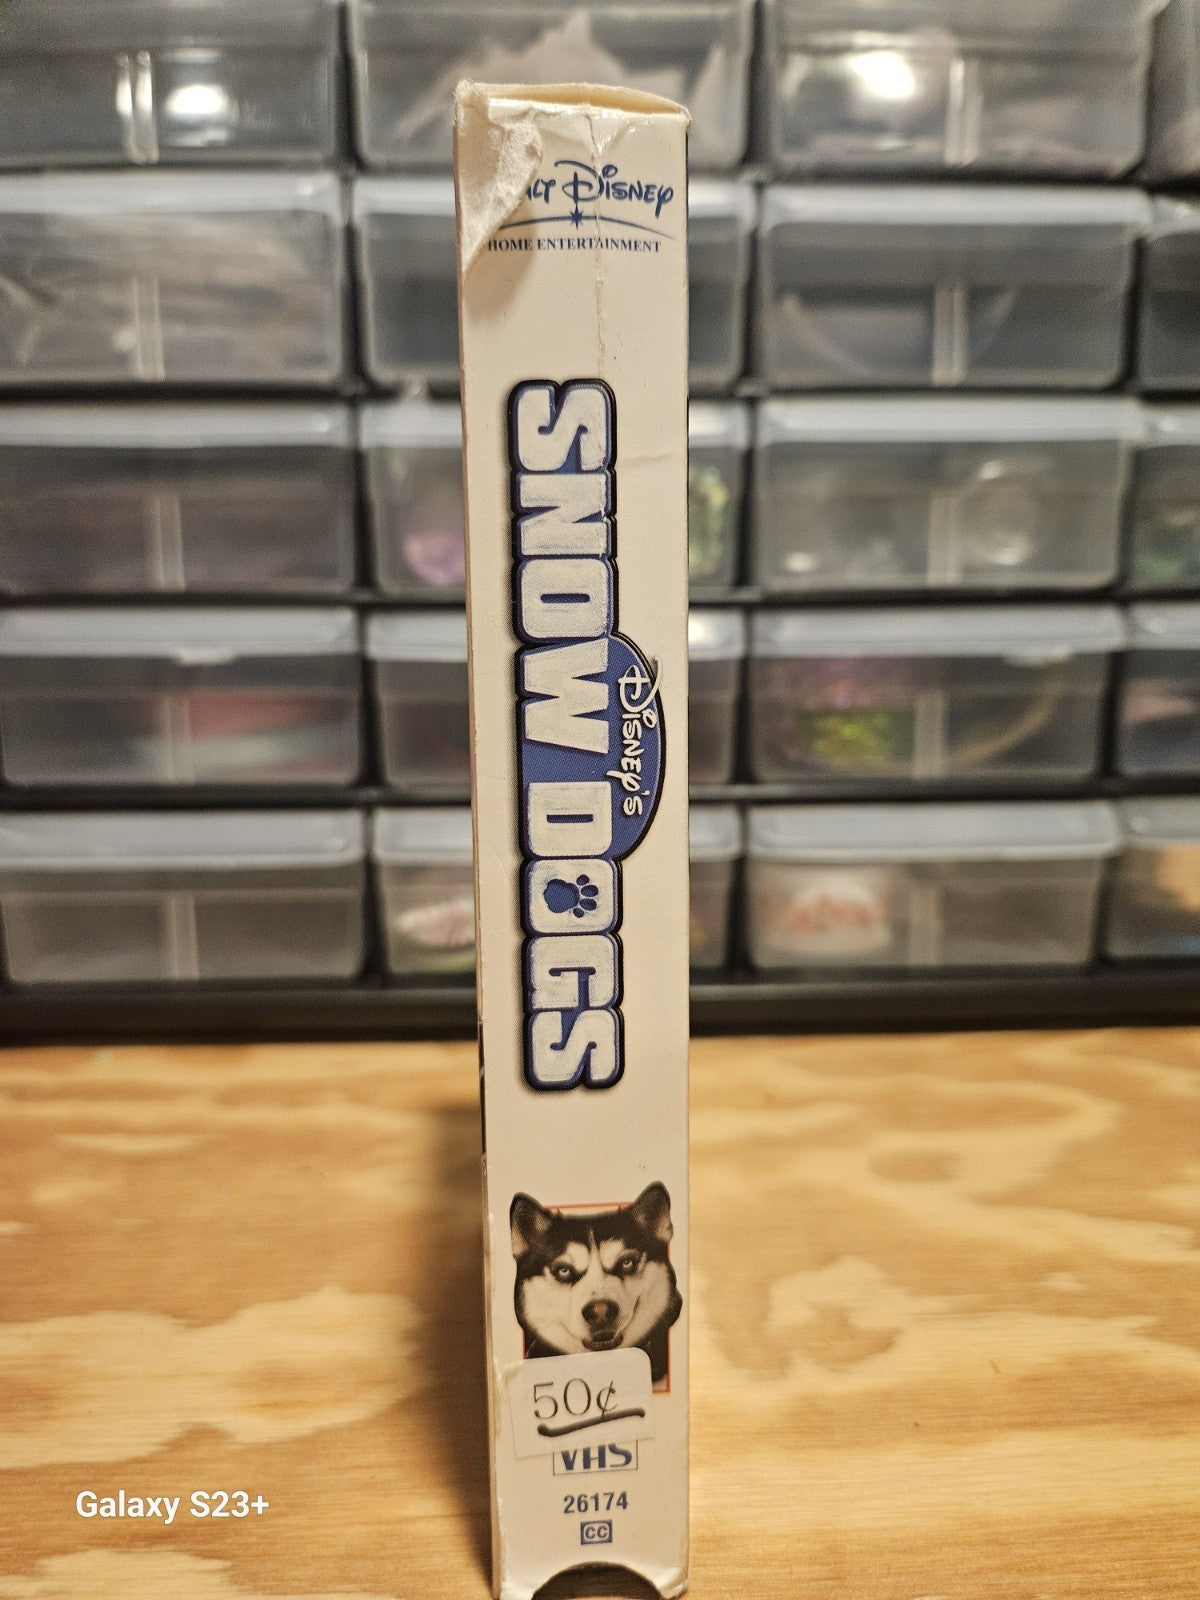 Walt Disney
HOME ENTERTAINMENT
SNOW DOGS
Disney's
50¢
VHS
26174
CC
Galaxy S23+